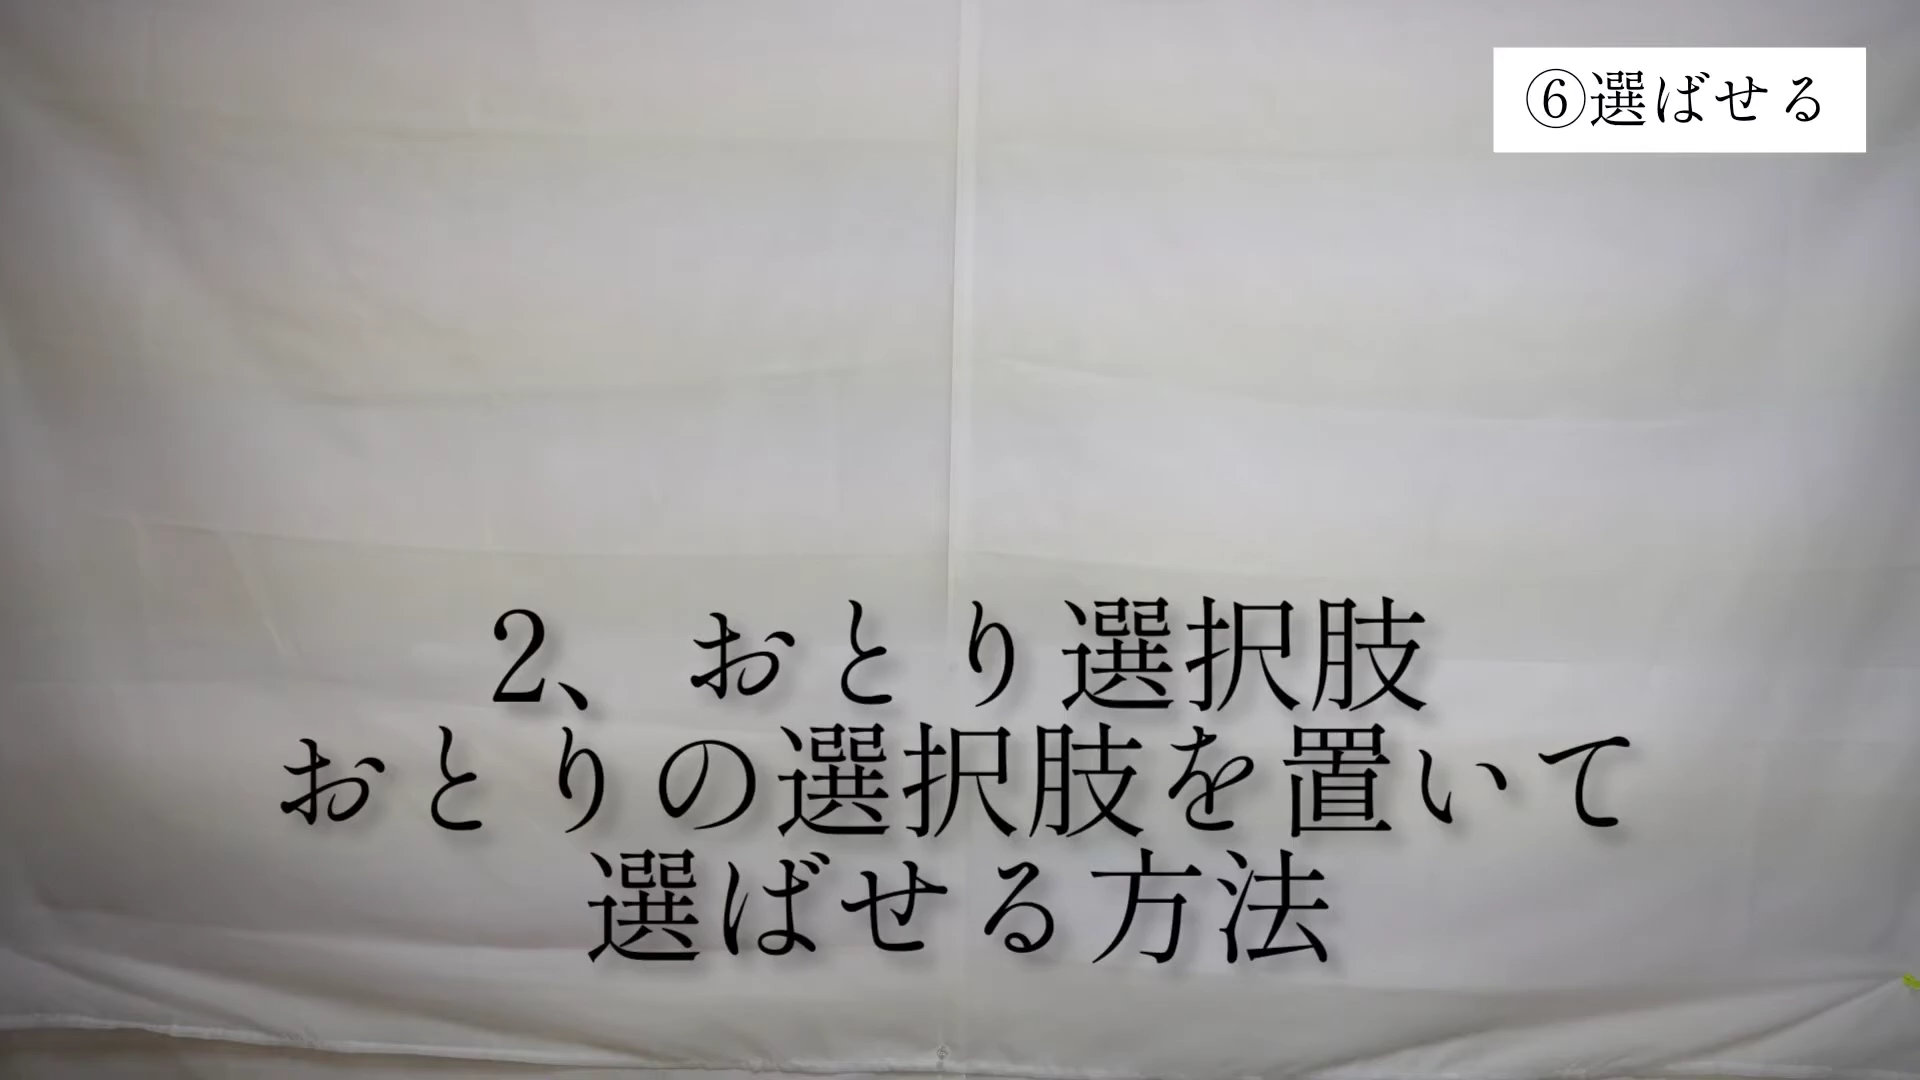 ⑥選ばせる
2、おとり選択肢
おとりの選択肢を置いて
選ばせる方法